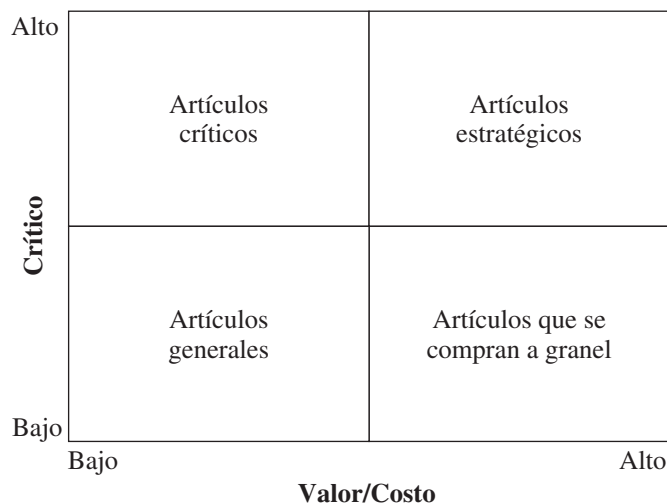 Alto
Artículos
críticos
Artículos
estratégicos
Crítico
Artículos
generales
Artículos que se
compran a granel
Bajo
Bajo
Alto
Valor/Costo